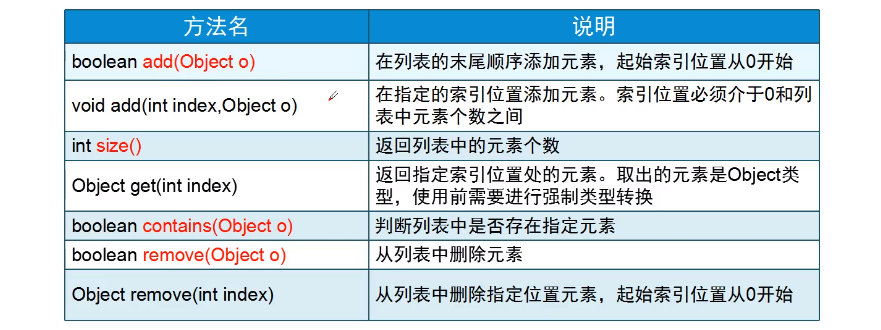 方法名 说明
boolean add(Object o) 在列表的末尾顺序添加元素，起始索引位置从0开始
void add(int index,Object o) 在指定的索引位置添加元素。索引位置必须介于0和列
表中元素个数之间
int size() 返回列表中的元素个数
Object get(int index) 返回指定索引位置处的元素。取出的元素是Object类
型，使用前需要进行强制类型转换
boolean contains(Object o) 判断列表中是否存在指定元素
boolean remove(Object o) 从列表中删除元素
Object remove(int index) 从列表中删除指定位置元素，起始索引位置从0开始